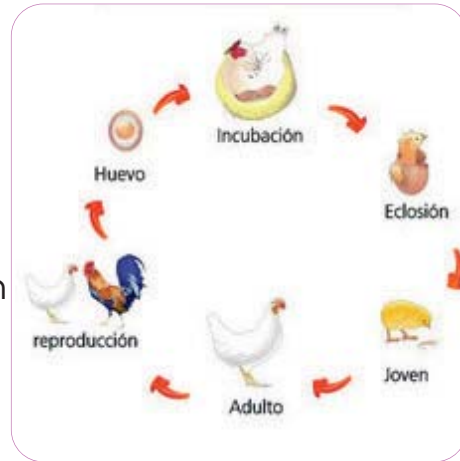 Incubación
Huevo
Eclosión
n
reproducción
Joven
Adulto